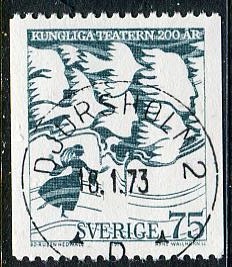 KUNGLIGA TEATERN 200 ÅR
DJURSHOLM 2
18.1.73
SVERIGE 75